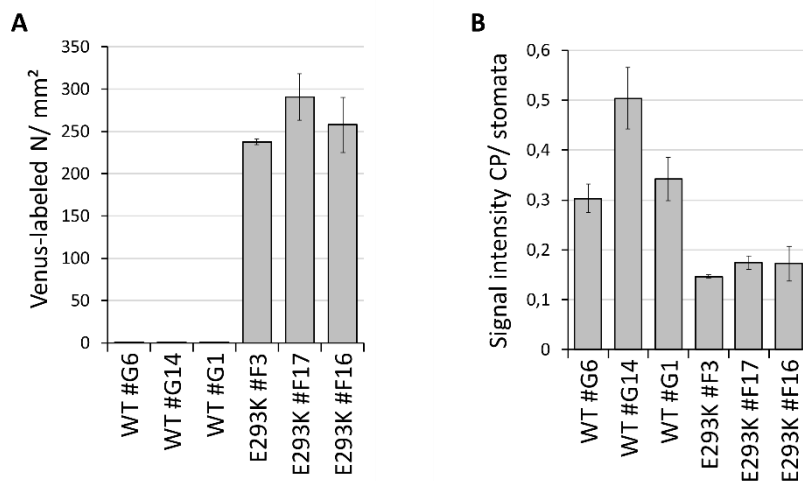 A
Venus-labeled N/ mm²
350
300
250
200
150
100
50
0
WT #G6
WT #G14
WT #G1
E293K #F3
E293K #F17
E293K #F16
B
Signal intensity CP/ stomata
0,6
0,5
0,4
0,3
0,2
0,1
0
WT #G6
WT #G14
WT #G1
E293K #F3
E293K #F17
E293K #F16